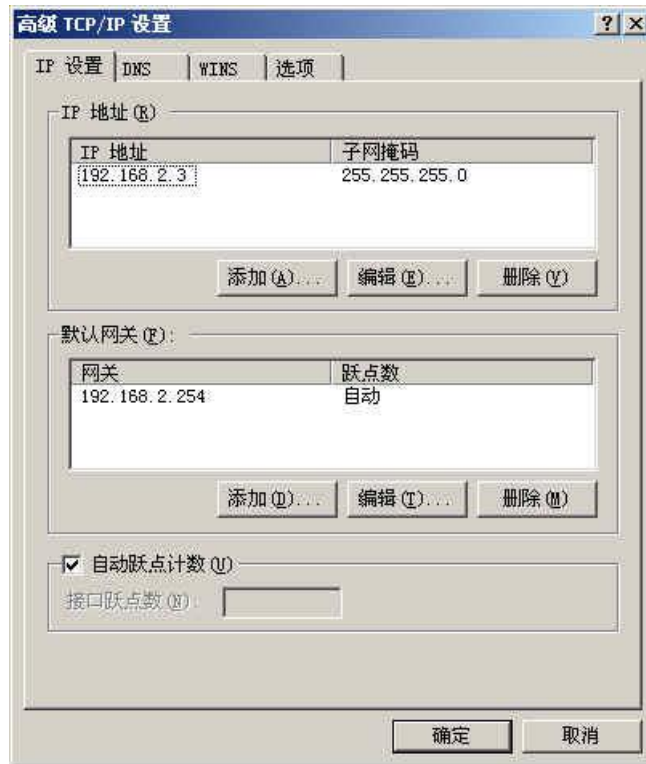 高级 TCP/IP 设置
IP 设置 DNS WINS 选项
IP 地址(R)
IP 地址 子网掩码
192.168.2.3 255.255.255.0
添加(A)... 编辑(E)... 删除(V)
默认网关(F):
网关 跃点数
192.168.2.254 自动
添加(D)... 编辑(T)... 删除(M)
自动跃点计数(U)
接口跃点数(N):
确定 取消